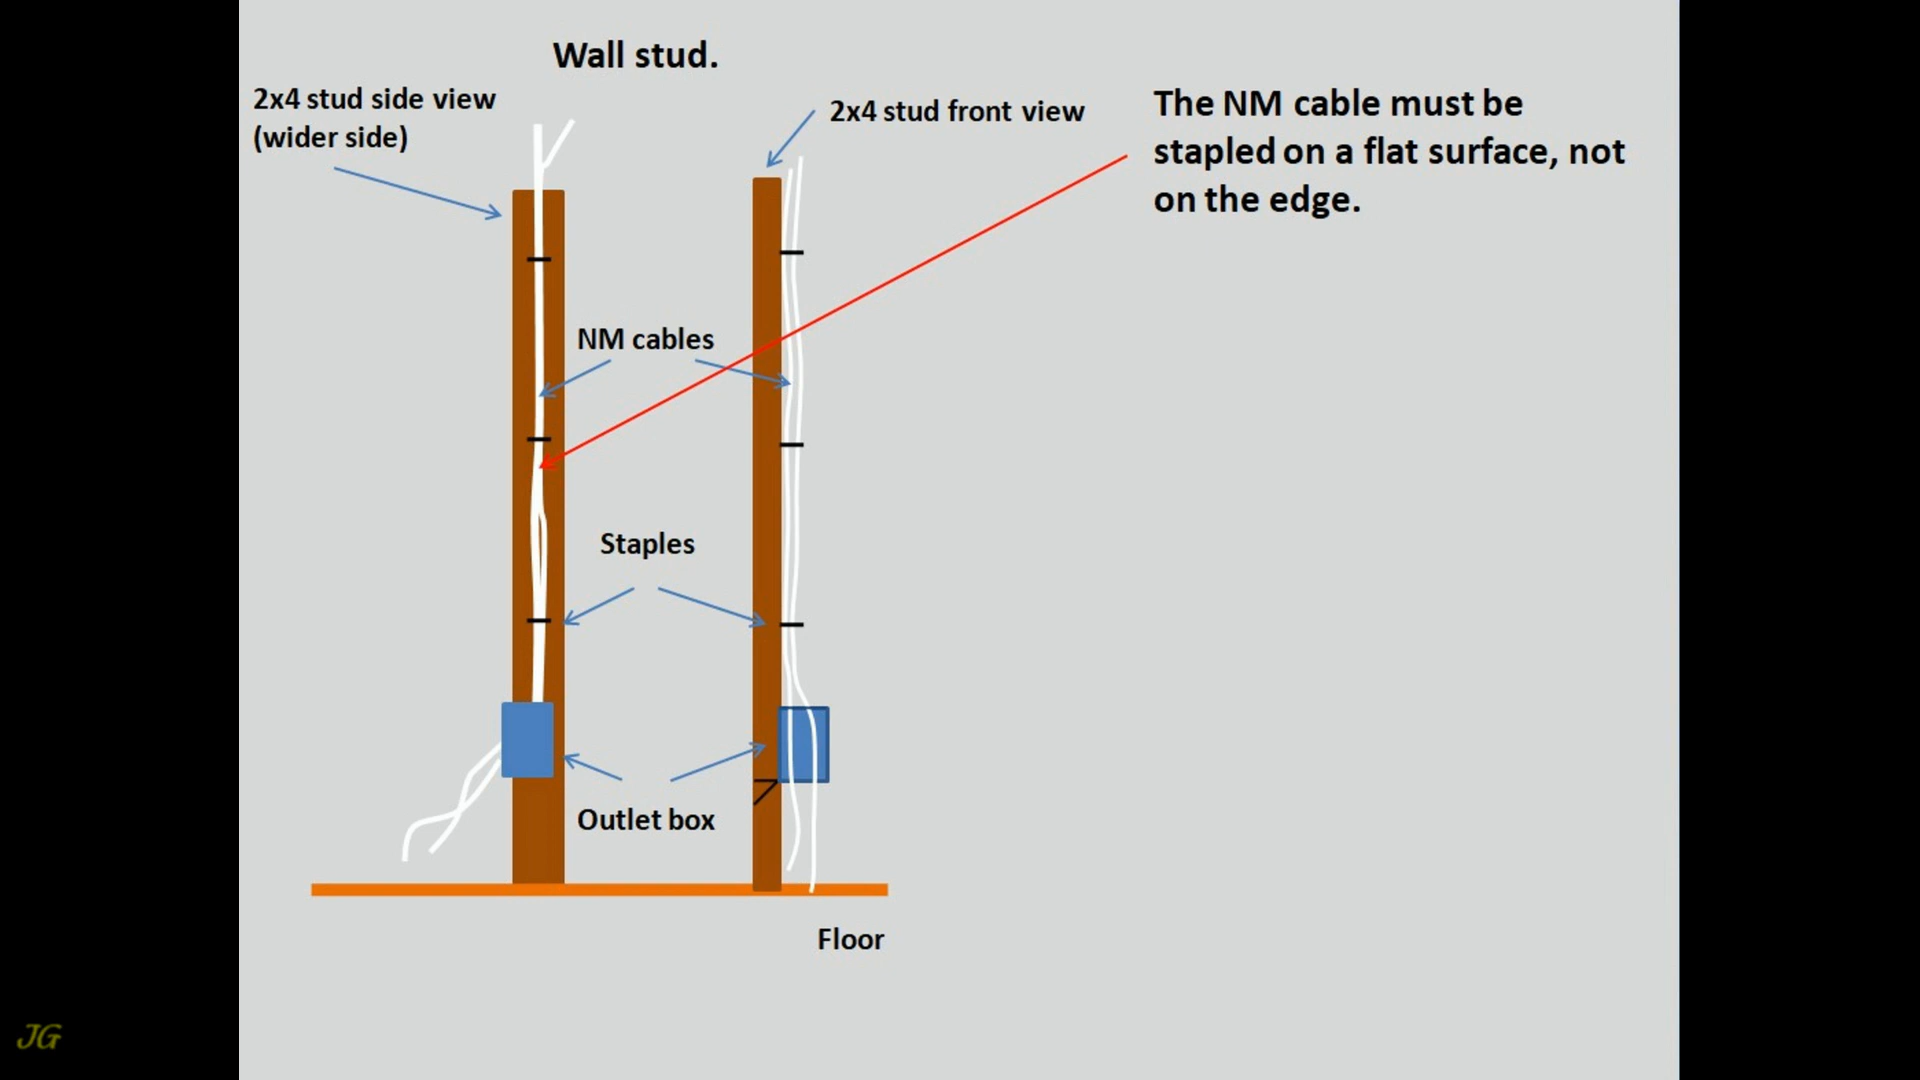 Wall stud.
2x4 stud side view
(wider side)
2x4 stud front view
The NM cable must be
stapled on a flat surface, not
on the edge.
NM cables
Staples
Outlet box
Floor
JG